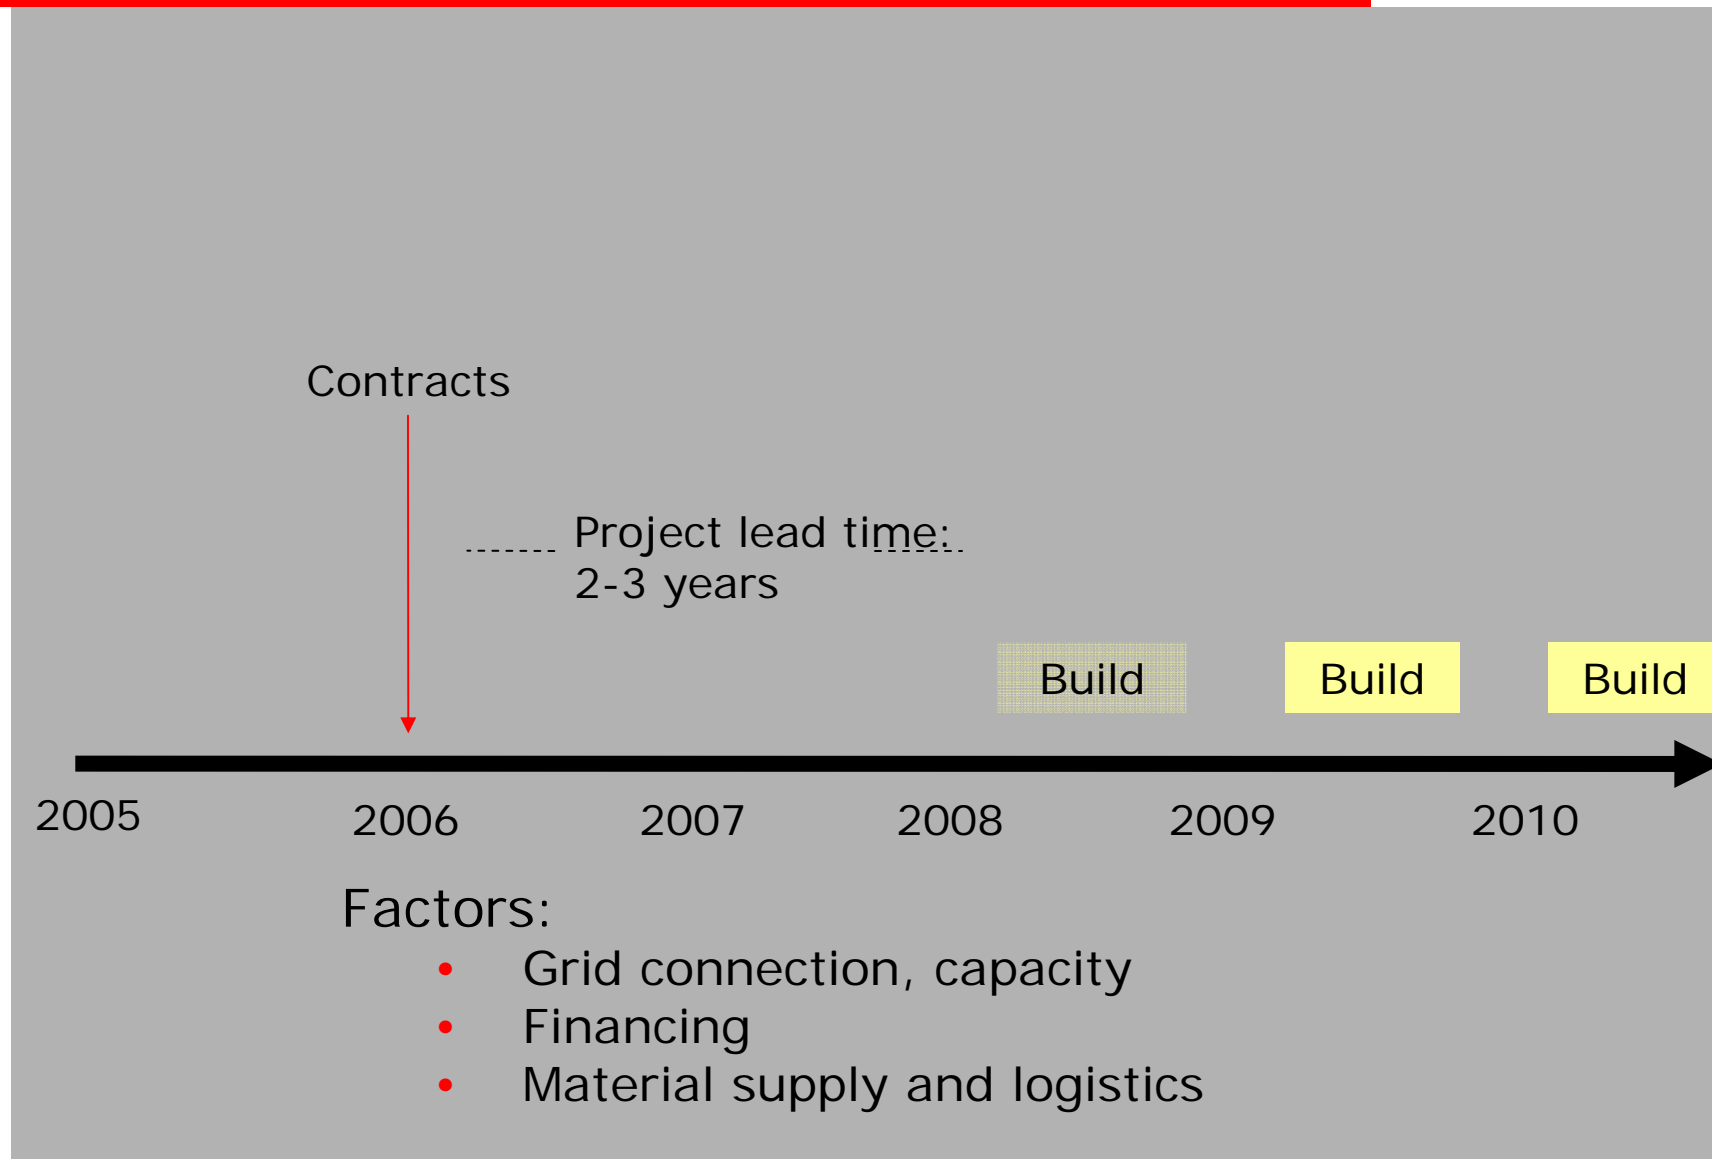 Contracts
Project lead time:
2-3 years
Build Build Build
2005 2006 2007 2008 2009 2010
Factors:
• Grid connection, capacity
• Financing
• Material supply and logistics